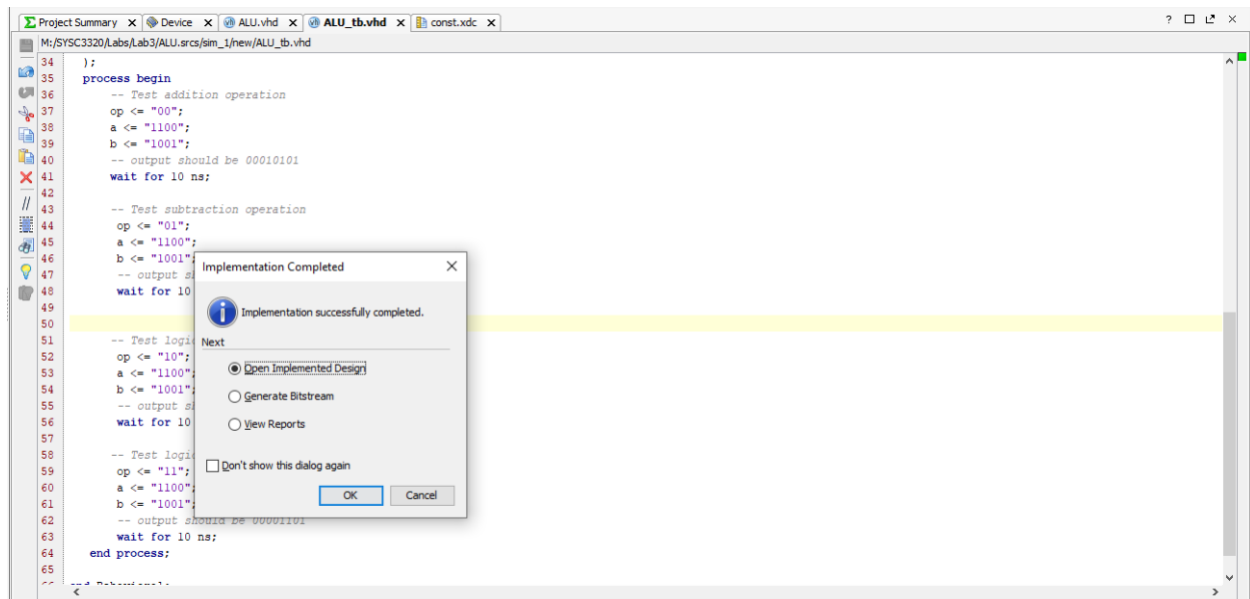 Project Summary Device ALU.vhd ALU_tb.vhd const.xdc
M:/SYSC3320/Labs/Lab3/ALU.srcs/sim_1/new/ALU_tb.vhd
34 );
35 process begin
36 -- Test addition operation
37 op <= "00";
38 a <= "1100";
39 b <= "1001";
40 -- output should be 00010101
41 wait for 10 ns;
42
43 -- Test subtraction operation
44 op <= "01";
45 a <= "1100";
46 b <= "1001"
47 -- output
48 wait for 10
49
50
51 -- Test
52 op <= "10";
53 a <= "1100"
54 b <= "1001"
55 -- output
56 wait for 10
57
58 -- Test
59 op <= "11";
60 a <= "1100"
61 b <= "1001"
62 -- output should be 00001101
63 wait for 10 ns;
64 end process;
65
Implementation Completed
Implementation successfully completed.
Next
Open Implemented Design
Generate Bitstream
View Reports
Don't show this dialog again
OK Cancel